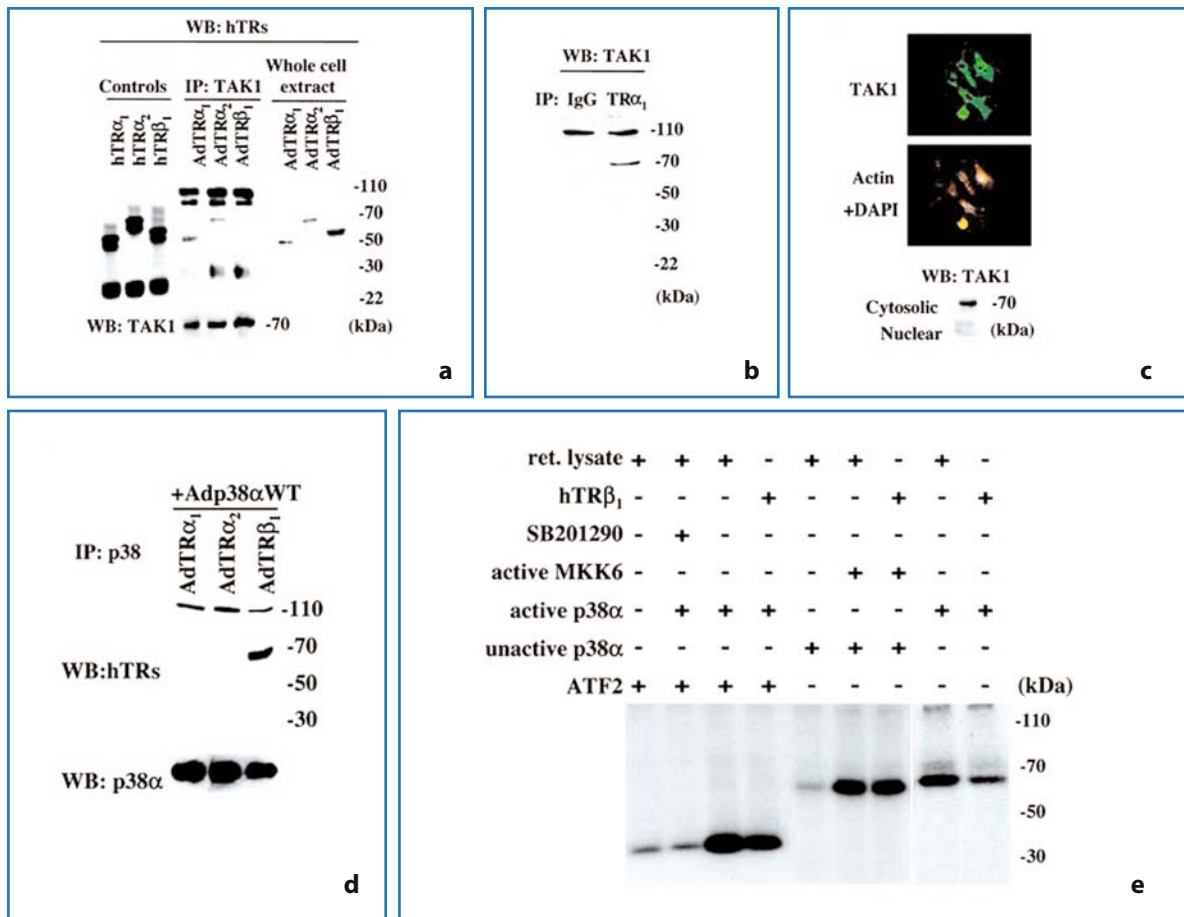 WB: hTRs
Controls
IP: TAK1
Whole cell
extract
hTRα1
hTRα2
hTRβ1
AdTRα1
AdTRα2
AdTRβ1
AdTRα1
AdTRα2
AdTRβ1
-110
-70
-50
-30
-22
WB: TAK1
-70
(kDa)
a
WB: TAK1
IP: IgG TRα1
-110
-70
-50
-30
-22
(kDa)
b
TAK1
Actin
+DAPI
WB: TAK1
Cytosolic -70
Nuclear (kDa)
c
+Adp38αWT
IP: p38
AdTRα1
AdTRα2
AdTRβ1
-110
-70
WB:hTRs
-50
-30
WB: p38α
d
ret. lysate + + + - + + - + -
hTRβ1 - - - + - - + - +
SB201290 - + - - - - - - -
active MKK6 - - - - - + + - -
active p38α - + + + - - - + +
unactive p38α - - - - + + + - -
ATF2 + + + + - - - - - (kDa)
-110
-70
-50
-30
e